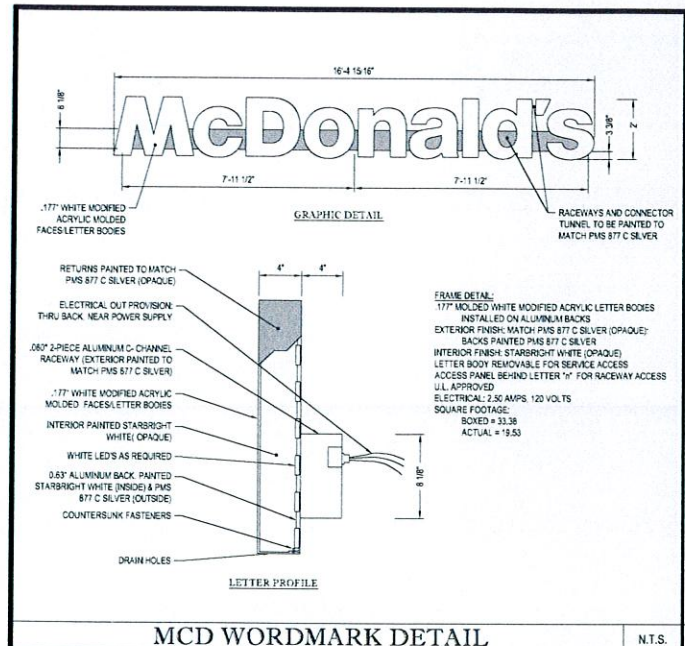 16'-4 15/16"
6 1/8"
McDonald's
3 3/8"
2'
7'-11 1/2"
7'-11 1/2"
.177" WHITE MODIFIED
ACRYLIC MOLDED
FACES/LETTER BODIES
GRAPHIC DETAIL
RACEWAYS AND CONNECTOR
TUNNEL TO BE PAINTED TO
MATCH PMS 877 C SILVER
RETURNS PAINTED TO MATCH
PMS 877 C SILVER (OPAQUE)
ELECTRICAL OUT PROVISION:
THRU BACK, NEAR POWER SUPPLY
.060" 2-PIECE ALUMINUM C- CHANNEL
RACEWAY (EXTERIOR PAINTED TO
MATCH PMS 877 C SILVER)
.177" WHITE MODIFIED ACRYLIC
MOLDED FACES/LETTER BODIES
INTERIOR PAINTED STARBRIGHT
WHITE( OPAQUE)
WHITE LED'S AS REQUIRED
0.63" ALUMINUM BACK. PAINTED
STARBRIGHT WHITE (INSIDE) & PMS
877 C SILVER (OUTSIDE)
COUNTERSUNK FASTENERS
DRAIN HOLES
4"
4"
8 1/8"
LETTER PROFILE
FRAME DETAIL:
.177" MOLDED WHITE MODIFIED ACRYLIC LETTER BODIES
INSTALLED ON ALUMINUM BACKS
EXTERIOR FINISH: MATCH PMS 877 C SILVER (OPAQUE)-
BACKS PAINTED PMS 877 SILVER
INTERIOR FINISH: STARBRIGHT WHITE (OPAQUE)
LETTER BODY REMOVABLE FOR SERVICE ACCESS
ACCESS PANEL BEHIND LETTER "n" FOR RACEWAY ACCESS
U.L. APPROVED
ELECTRICAL: 2.50 AMPS, 120 VOLTS
SQUARE FOOTAGE:
BOXED = 33.38
ACTUAL = 19.53
MCD WORDMARK DETAIL
N.T.S.